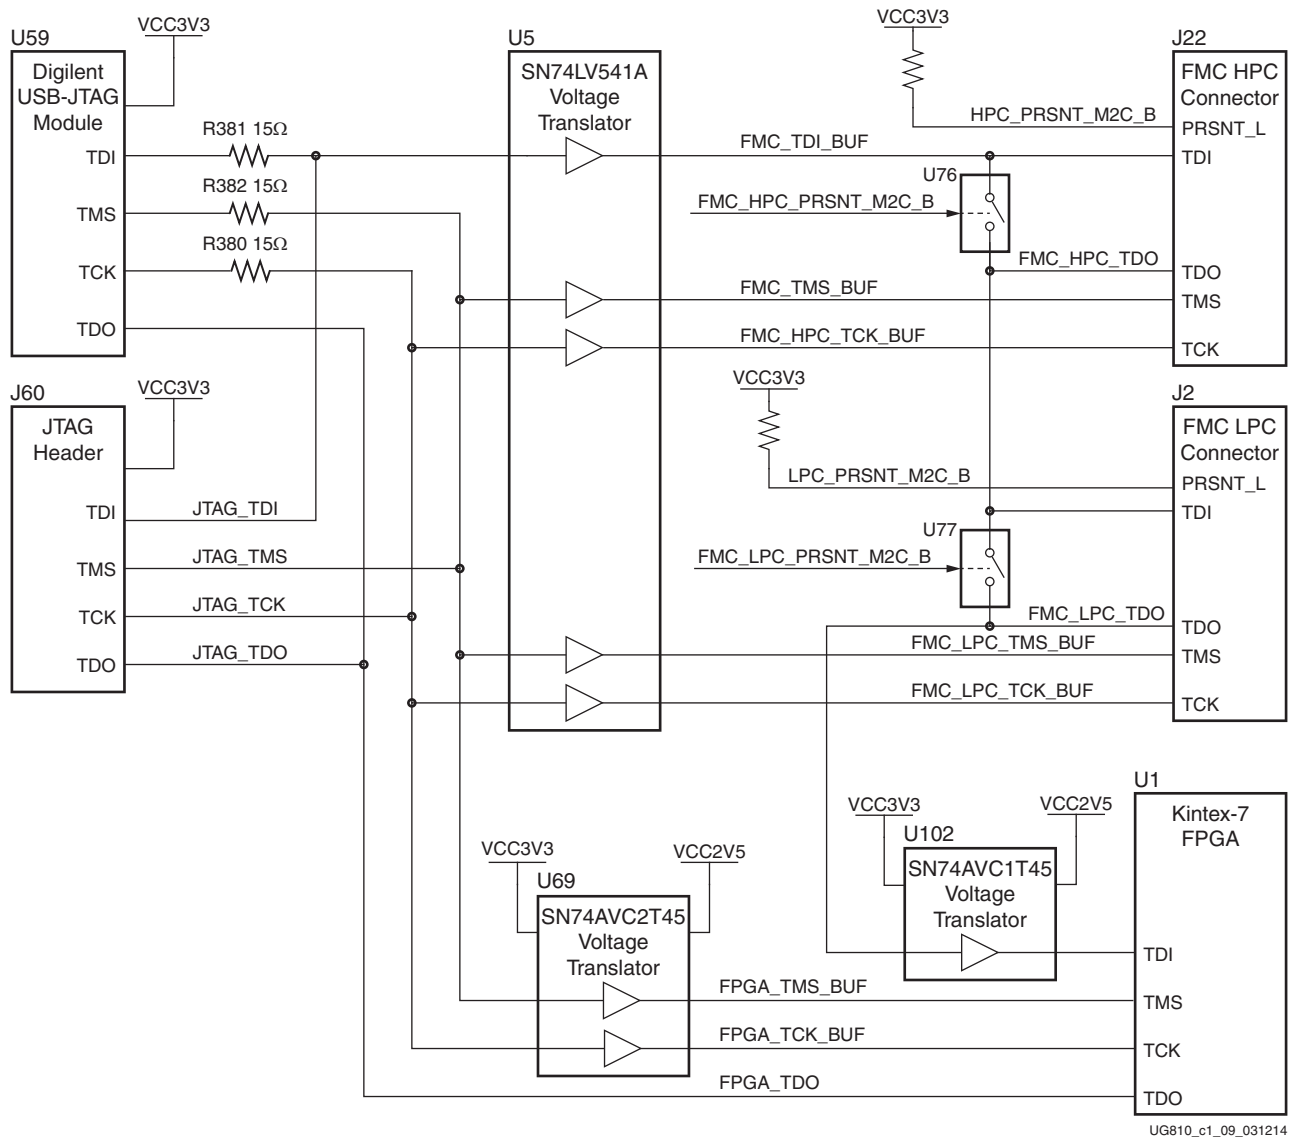 U59
VCC3V3
Digilent
USB-JTAG
Module
TDI
TMS
TCK
TDO
R381 15Ω
R382 15Ω
R380 15Ω
J60
VCC3V3
JTAG
Header
TDI
TMS
TCK
TDO
JTAG_TDI
JTAG_TMS
JTAG_TCK
JTAG_TDO
U5
SN74LV541A
Voltage
Translator
VCC3V3
HPC_PRSNT_M2C_B
FMC_TDI_BUF
U76
FMC_HPC_PRSNT_M2C_B
FMC_HPC_TDO
FMC_TMS_BUF
FMC_HPC_TCK_BUF
J22
FMC HPC
Connector
PRSNT_L
TDI
TDO
TMS
TCK
VCC3V3
LPC_PRSNT_M2C_B
U77
FMC_LPC_PRSNT_M2C_B
FMC_LPC_TDO
FMC_LPC_TMS_BUF
FMC_LPC_TCK_BUF
J2
FMC LPC
Connector
PRSNT_L
TDI
TDO
TMS
TCK
VCC3V3
VCC2V5
U69
SN74AVC2T45
Voltage
Translator
VCC3V3
VCC2V5
U102
SN74AVC1T45
Voltage
Translator
FPGA_TMS_BUF
FPGA_TCK_BUF
FPGA_TDO
U1
Kintex-7
FPGA
TDI
TMS
TCK
TDO
UG810_c1_09_031214